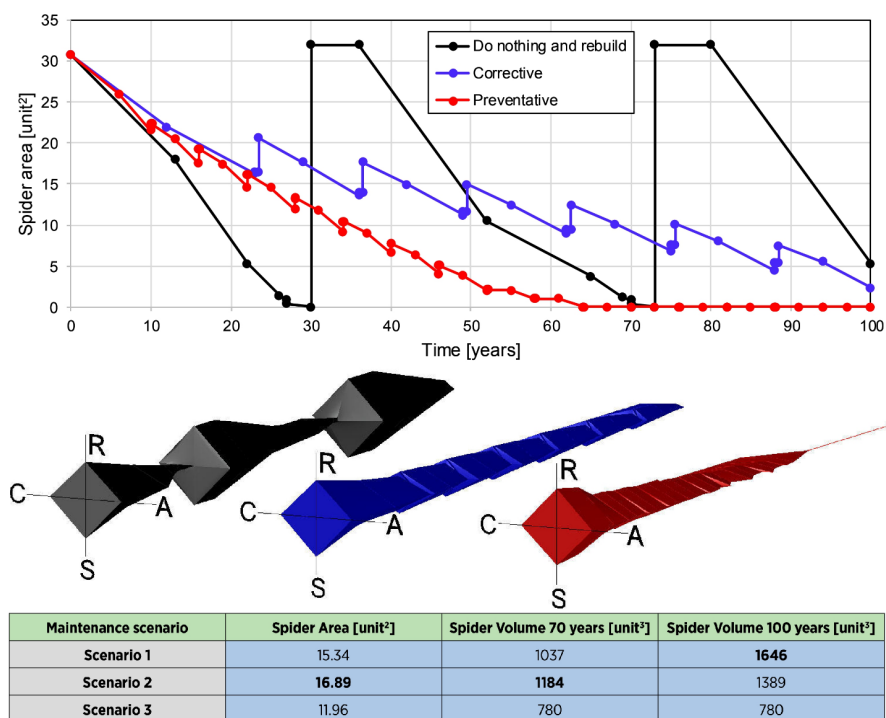 35
30
25
20
15
10
5
0
Spider area [unit²]
Do nothing and rebuild
Corrective
Preventative
0 10 20 30 40 50 60 70 80 90 100
Time [years]
R
C
A
S
R
C
A
S
R
C
A
S
Maintenance scenario Spider Area [unit²] Spider Volume 70 years [unit³] Spider Volume 100 years [unit³]
Scenario 1 15.34 1037 1646
Scenario 2 16.89 1184 1389
Scenario 3 11.96 780 780